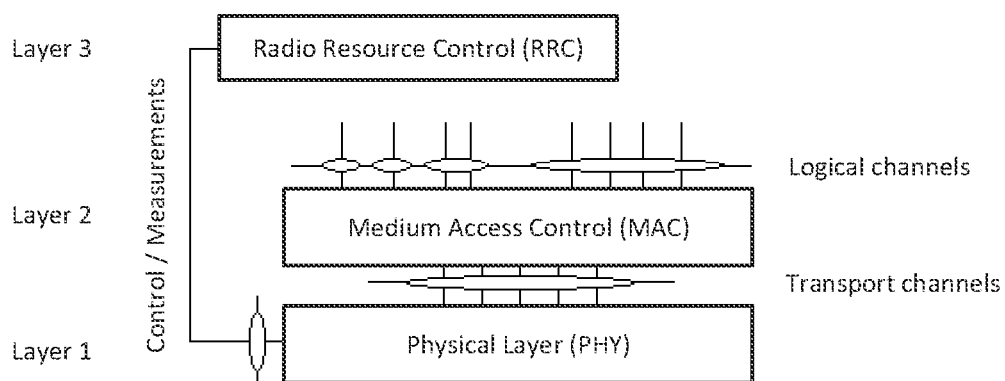 Layer 3
Radio Resource Control (RRC)
Control / Measurements
Logical channels
Layer 2
Medium Access Control (MAC)
Transport channels
Layer 1
Physical Layer (PHY)